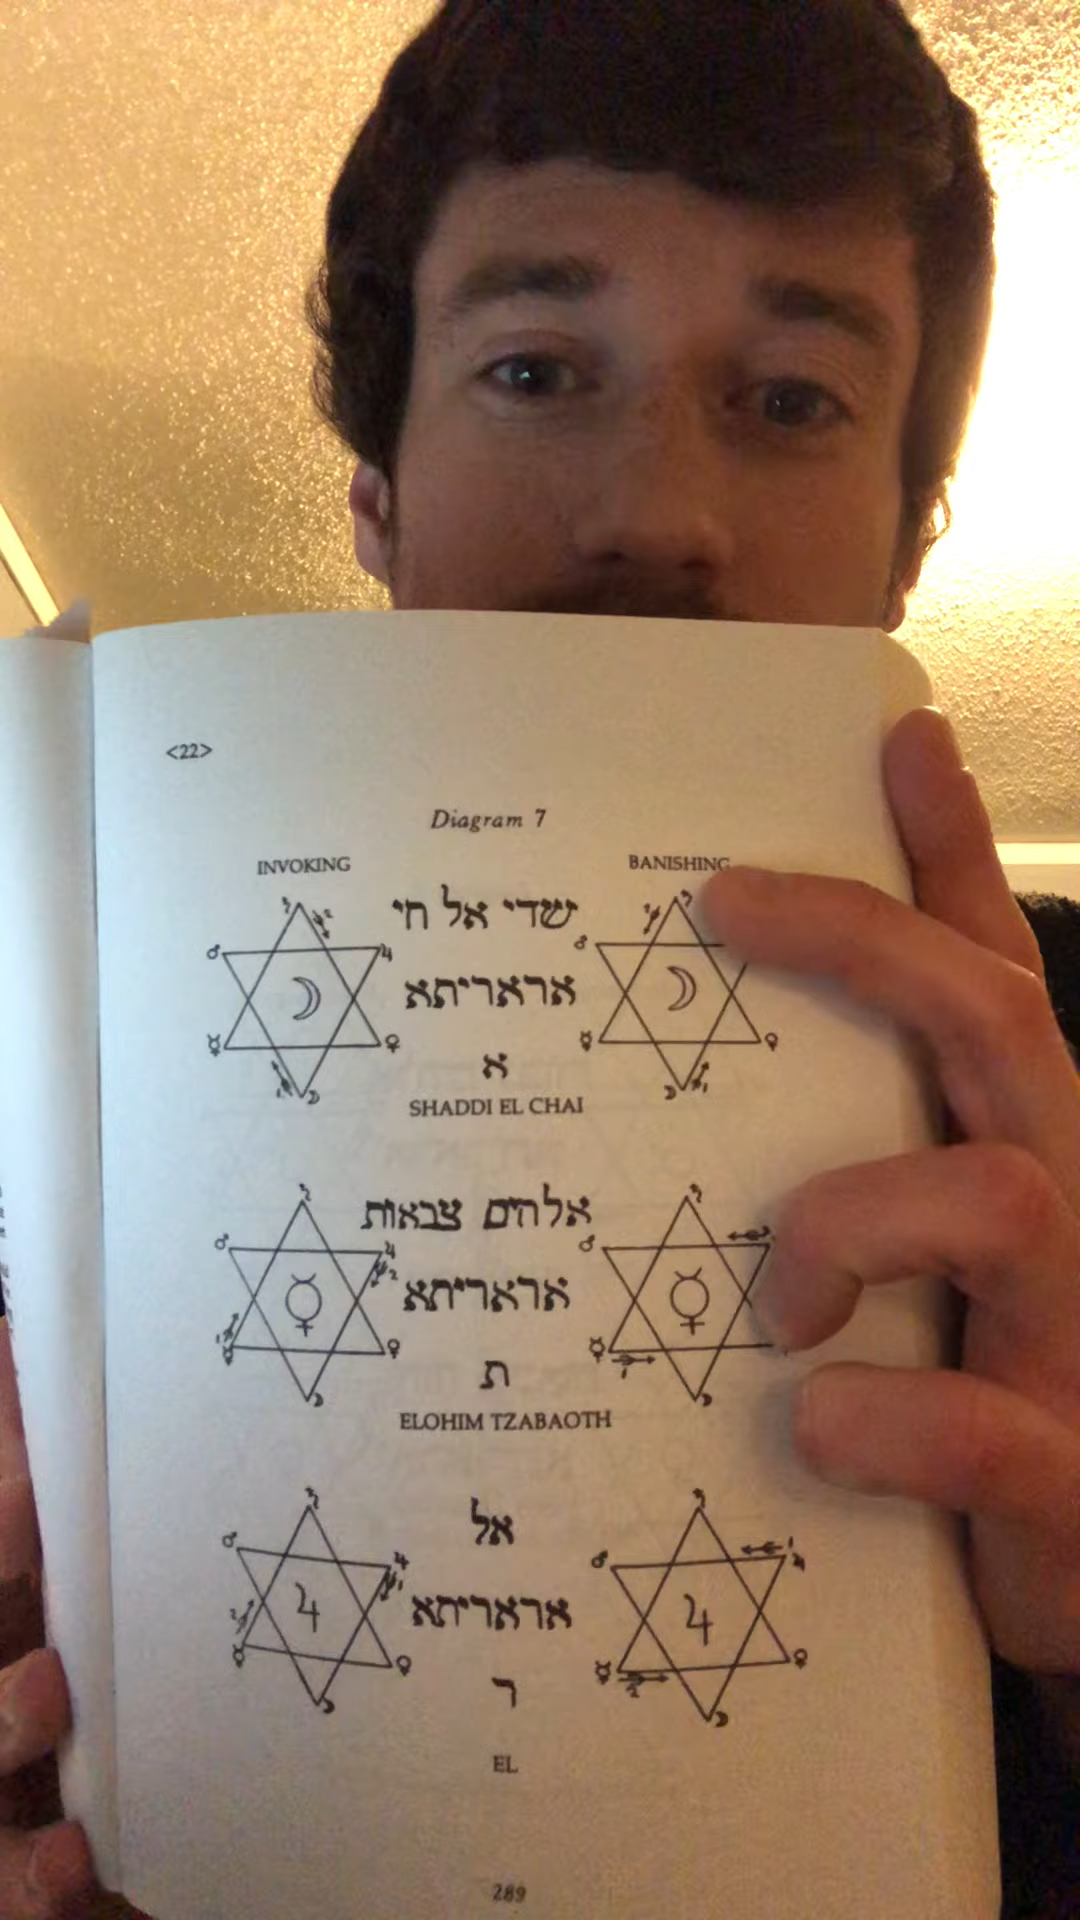 <22>
Diagram 7
INVOKING BANISHING
שדי אל חי
אראריתא
א
SHADDI EL CHAI
אלהים צבאות
אראריתא
ת
ELOHIM TZABAOTH
אל
אראריתא
ר
EL
289